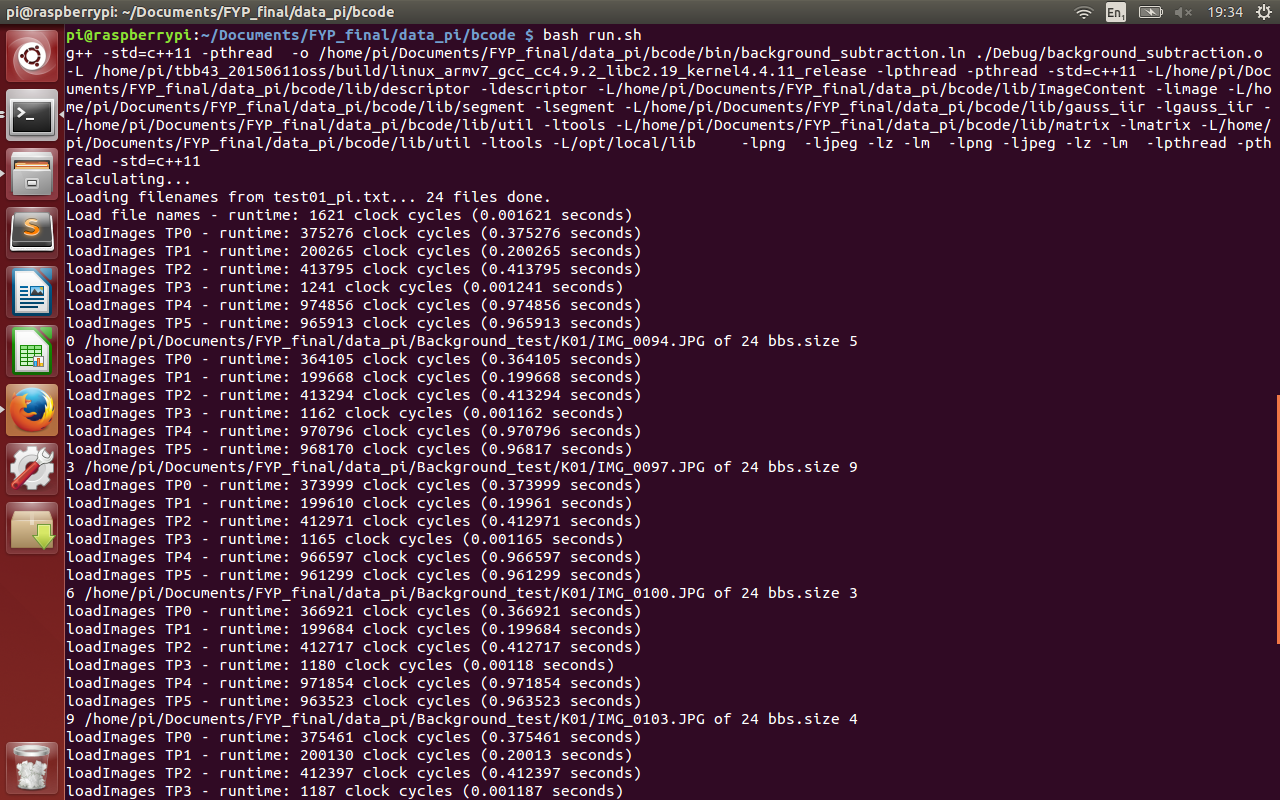 pi@raspberrypi: ~/Documents/FYP_final/data_pi/bcode
En1
19:34
pi@raspberrypi:~/Documents/FYP_final/data_pi/bcode $ bash run.sh
g++ -std=c++11 -pthread  -o /home/pi/Documents/FYP_final/data_pi/bcode/bin/background_subtraction.ln ./Debug/background_subtraction.o
-L /home/pi/tbb43_20150611oss/build/linux_armv7_gcc_cc4.9.2_libc2.19_kernel4.4.11_release -lpthread -pthread -std=c++11 -L/home/pi/Doc
uments/FYP_final/data_pi/bcode/lib/descriptor -ldescriptor -L/home/pi/Documents/FYP_final/data_pi/bcode/lib/ImageContent -limage -L/ho
me/pi/Documents/FYP_final/data_pi/bcode/lib/segment -lsegment -L/home/pi/Documents/FYP_final/data_pi/bcode/lib/gauss_iir -lgauss_iir -
L/home/pi/Documents/FYP_final/data_pi/bcode/lib/util -ltools -L/home/pi/Documents/FYP_final/data_pi/bcode/lib/matrix -lmatrix -L/home/
pi/Documents/FYP_final/data_pi/bcode/lib/util -ltools -L/opt/local/lib     -lpng  -ljpeg -lz -lm  -lpng -ljpeg -lz -lm  -lpthread -pth
read -std=c++11
calculating...
Loading filenames from test01_pi.txt... 24 files done.
Load file names - runtime: 1621 clock cycles (0.001621 seconds)
loadImages TP0 - runtime: 375276 clock cycles (0.375276 seconds)
loadImages TP1 - runtime: 200265 clock cycles (0.200265 seconds)
loadImages TP2 - runtime: 413795 clock cycles (0.413795 seconds)
loadImages TP3 - runtime: 1241 clock cycles (0.001241 seconds)
loadImages TP4 - runtime: 974856 clock cycles (0.974856 seconds)
loadImages TP5 - runtime: 965913 clock cycles (0.965913 seconds)
0 /home/pi/Documents/FYP_final/data_pi/Background_test/K01/IMG_0094.JPG of 24 bbs.size 5
loadImages TP0 - runtime: 364105 clock cycles (0.364105 seconds)
loadImages TP1 - runtime: 199668 clock cycles (0.199668 seconds)
loadImages TP2 - runtime: 413294 clock cycles (0.413294 seconds)
loadImages TP3 - runtime: 1162 clock cycles (0.001162 seconds)
loadImages TP4 - runtime: 970796 clock cycles (0.970796 seconds)
loadImages TP5 - runtime: 968170 clock cycles (0.96817 seconds)
3 /home/pi/Documents/FYP_final/data_pi/Background_test/K01/IMG_0097.JPG of 24 bbs.size 9
loadImages TP0 - runtime: 373999 clock cycles (0.373999 seconds)
loadImages TP1 - runtime: 199610 clock cycles (0.19961 seconds)
loadImages TP2 - runtime: 412971 clock cycles (0.412971 seconds)
loadImages TP3 - runtime: 1165 clock cycles (0.001165 seconds)
loadImages TP4 - runtime: 966597 clock cycles (0.966597 seconds)
loadImages TP5 - runtime: 961299 clock cycles (0.961299 seconds)
6 /home/pi/Documents/FYP_final/data_pi/Background_test/K01/IMG_0100.JPG of 24 bbs.size 3
loadImages TP0 - runtime: 366921 clock cycles (0.366921 seconds)
loadImages TP1 - runtime: 199684 clock cycles (0.199684 seconds)
loadImages TP2 - runtime: 412717 clock cycles (0.412717 seconds)
loadImages TP3 - runtime: 1180 clock cycles (0.00118 seconds)
loadImages TP4 - runtime: 971854 clock cycles (0.971854 seconds)
loadImages TP5 - runtime: 963523 clock cycles (0.963523 seconds)
9 /home/pi/Documents/FYP_final/data_pi/Background_test/K01/IMG_0103.JPG of 24 bbs.size 4
loadImages TP0 - runtime: 375461 clock cycles (0.375461 seconds)
loadImages TP1 - runtime: 200130 clock cycles (0.20013 seconds)
loadImages TP2 - runtime: 412397 clock cycles (0.412397 seconds)
loadImages TP3 - runtime: 1187 clock cycles (0.001187 seconds)